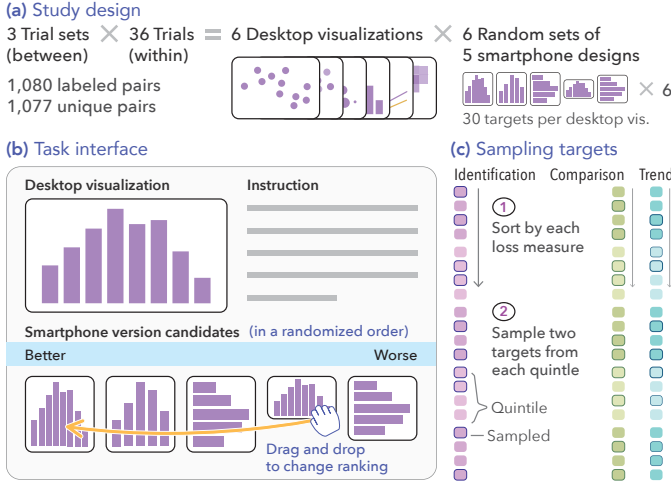 (a) Study design
3 Trial sets (between) × 36 Trials (within) = 6 Desktop visualizations × 6 Random sets of 5 smartphone designs
1,080 labeled pairs
1,077 unique pairs
× 6
30 targets per desktop vis.
(b) Task interface
Desktop visualization
Instruction
Smartphone version candidates (in a randomized order)
Better
Worse
Drag and drop
to change ranking
(c) Sampling targets
Identification Comparison Trend
1
Sort by each
loss measure
2
Sample two
targets from
each quintle
Quintile
Sampled